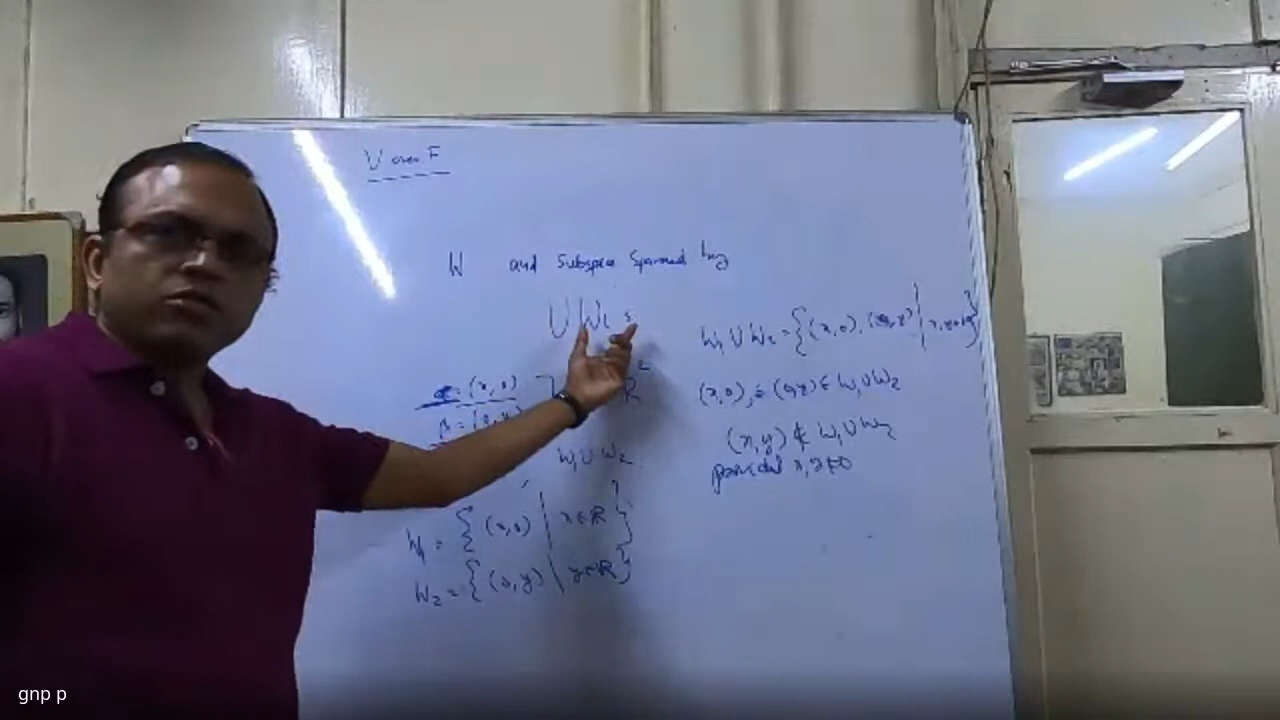 V over F
W and subspace spanned by
∪ Wi s
α = (x, 0)
β = (0, y)
ℝ²
W₁ ∪ W₂
W₁ = { (x, 0) | x ∈ ℝ }
W₂ = { (0, y) | y ∈ ℝ }
W₁ ∪ W₂ = { (x, 0), (0, y) |
(x, 0), (0, y) ∈ W₁ ∪ W₂
(x, y) ∉ W₁ ∪ W₂
provided x, y ≠ 0
gnp p